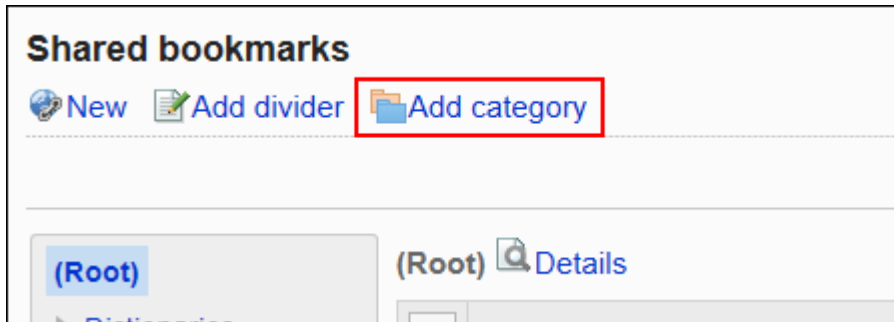 Shared bookmarks
New Add divider Add category
(Root) (Root) Details